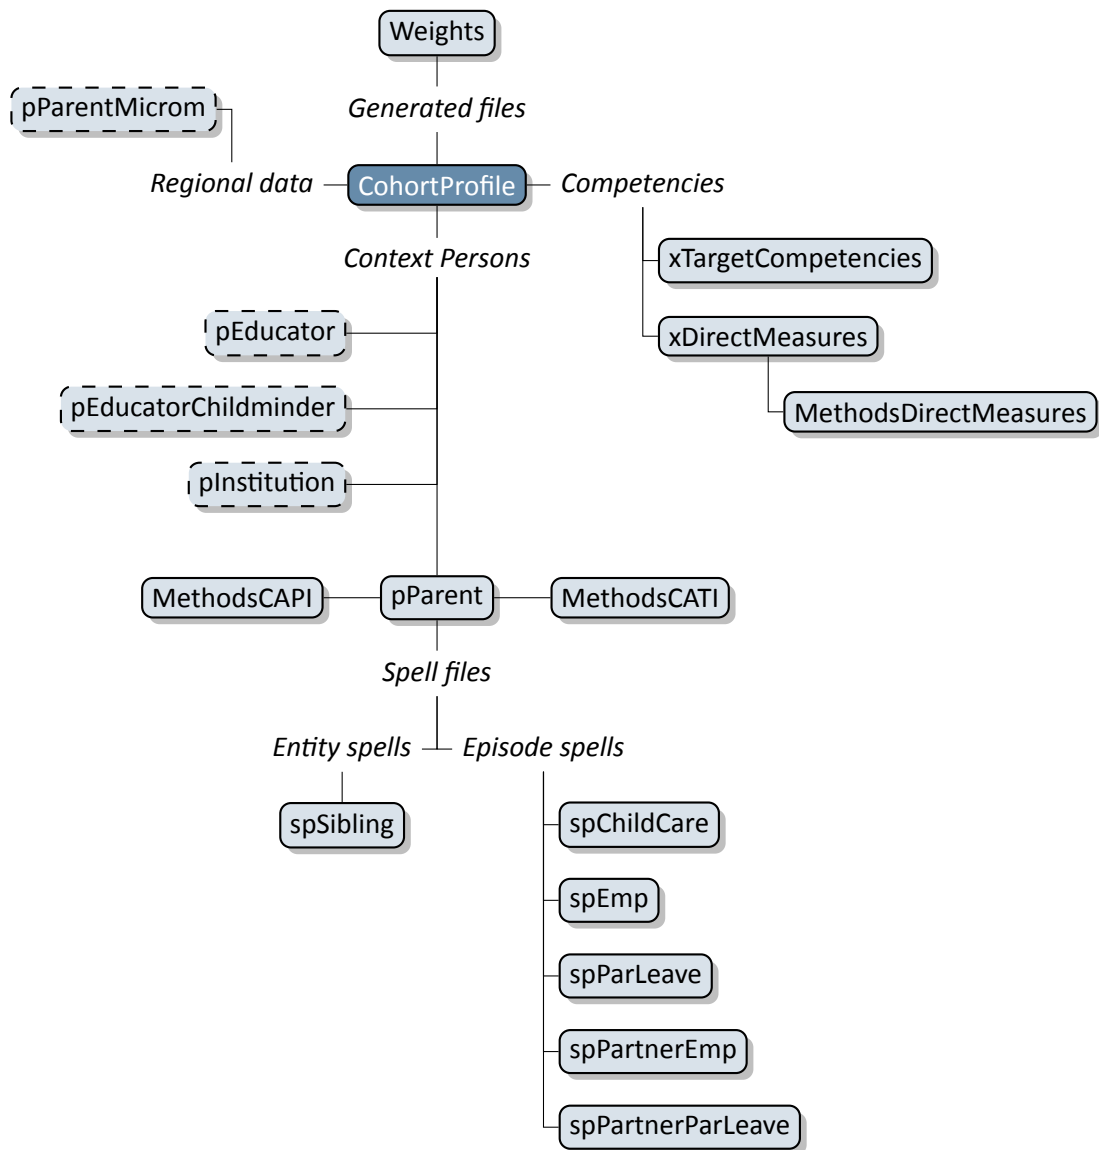 Weights
pParentMicrom
Generated files
Regional data
CohortProfile
Competencies
Context Persons
xTargetCompetencies
pEducator
xDirectMeasures
pEducatorChildminder
MethodsDirectMeasures
pInstitution
MethodsCAPI
pParent
MethodsCATI
Spell files
Entity spells
Episode spells
spSibling
spChildCare
spEmp
spParLeave
spPartnerEmp
spPartnerParLeave